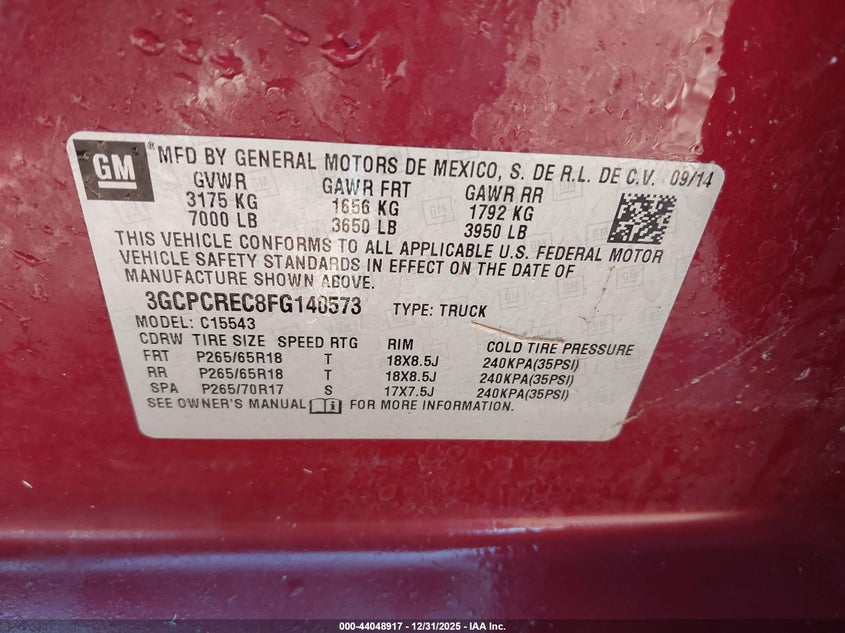 GM ® MFD BY GENERAL MOTORS DE MEXICO, S. DE R.L. DE C.V. 09/14
GVWR GAWR FRT GAWR RR
3175 KG 1656 KG 1792 KG
7000 LB 3650 LB 3950 LB
THIS VEHICLE CONFORMS TO ALL APPLICABLE U.S. FEDERAL MOTOR
VEHICLE SAFETY STANDARDS IN EFFECT ON THE DATE OF
MANUFACTURE SHOWN ABOVE.
3GCPCREC8FG140573 TYPE: TRUCK
MODEL: C15543
CDRW TIRE SIZE SPEED RTG RIM COLD TIRE PRESSURE
FRT P265/65R18 T 18X8.5J 240KPA(35PSI)
RR P265/65R18 T 18X8.5J 240KPA(35PSI)
SPA P265/70R17 S 17X7.5J 240KPA(35PSI)
SEE OWNER'S MANUAL FOR MORE INFORMATION.
000-44048917 - 12/31/2025 - IAA Inc.